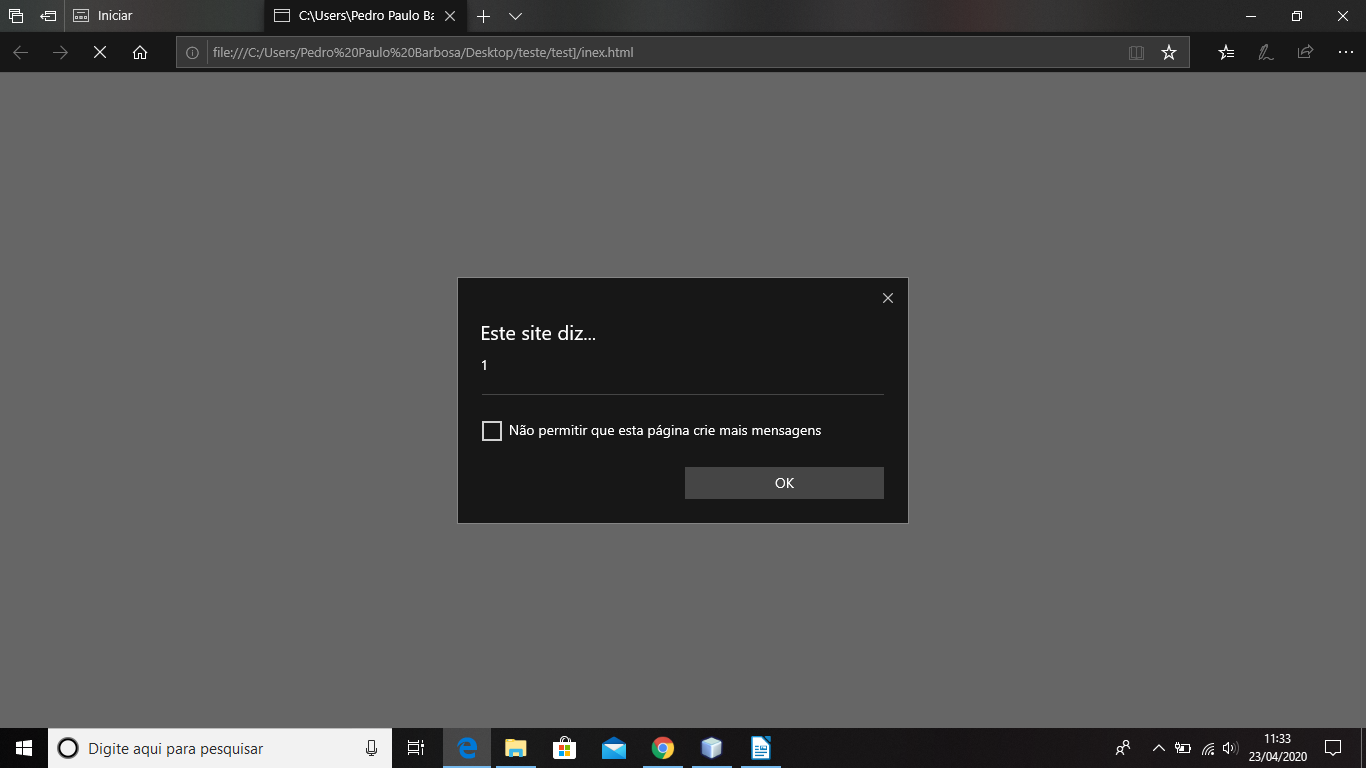 Iniciar
C:\Users\Pedro Paulo Ba
file:///C:/Users/Pedro%20Paulo%20Barbosa/Desktop/teste/test]/inex.html
Este site diz...
1
Não permitir que esta página crie mais mensagens
OK
Digite aqui para pesquisar
11:33
23/04/2020